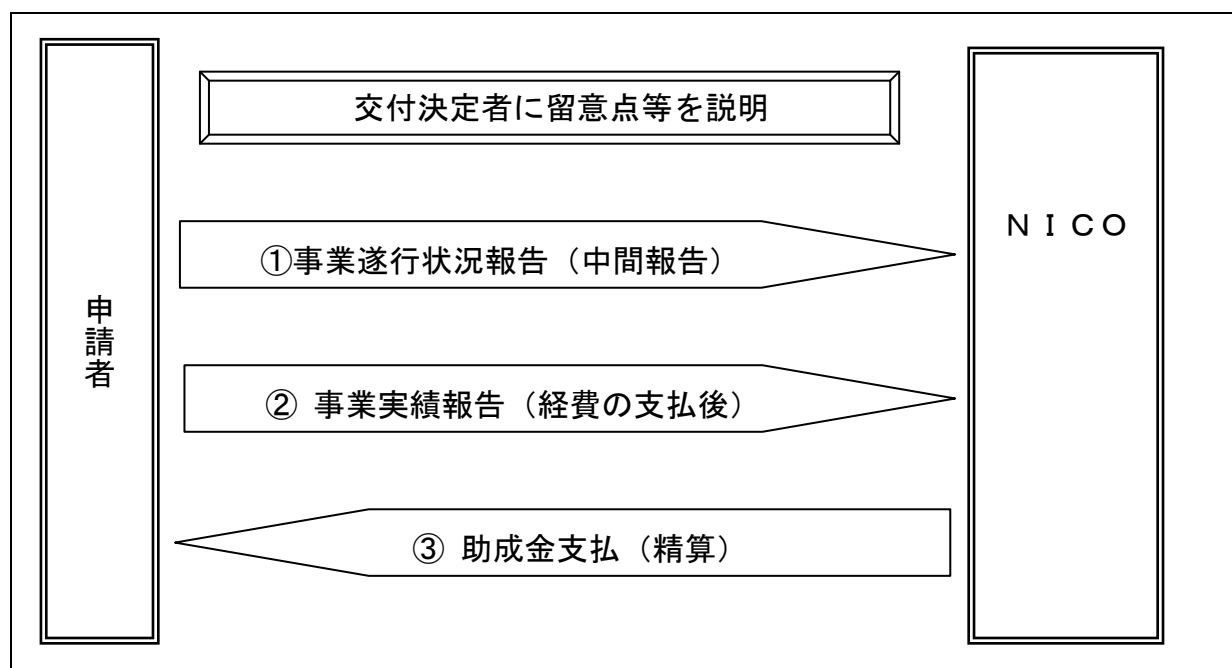 交付決定者に留意点等を説明
NICO
①事業遂行状況報告（中間報告）
申請者
② 事業実績報告（経費の支払後）
③ 助成金支払（精算）